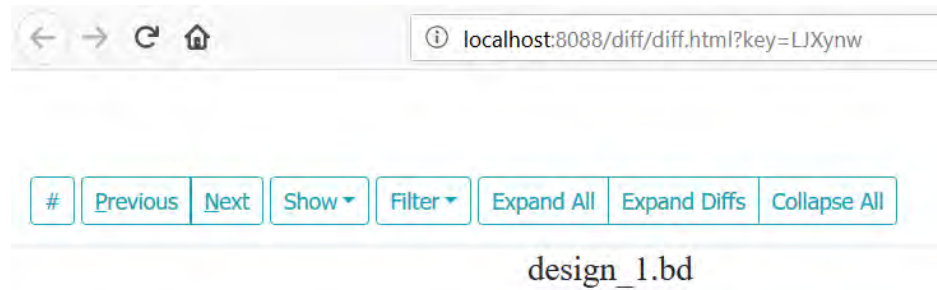 localhost:8088/diff/diff.html?key=LJXynw
# Previous Next Show Filter Expand All Expand Diffs Collapse All
design_1.bd